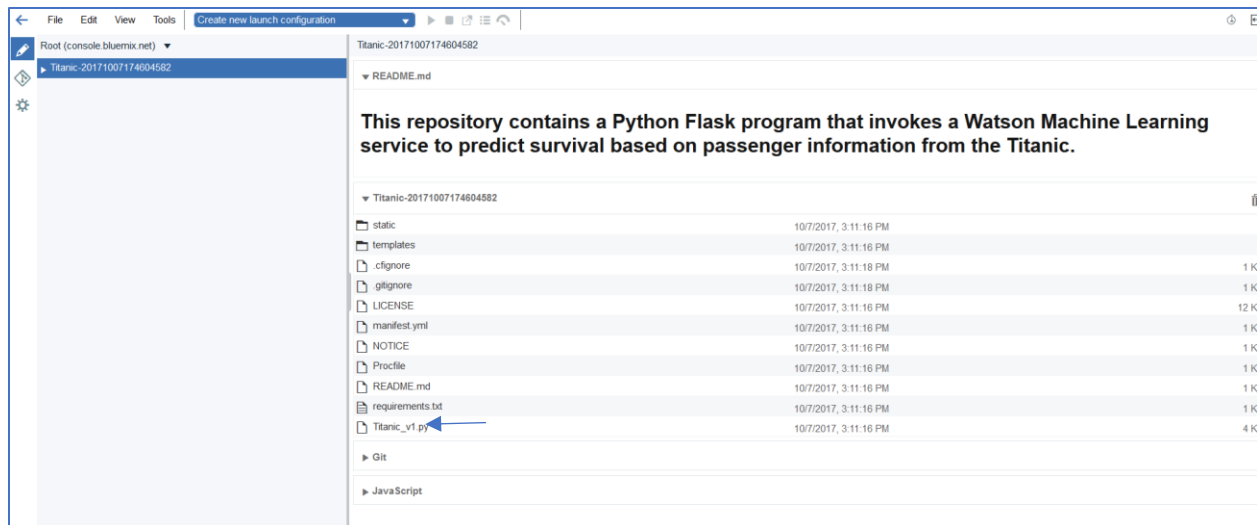 File Edit View Tools Create new launch configuration
Root (console.bluemix.net)
Titanic-20171007174604582
Titanic-20171007174604582
README.md
This repository contains a Python Flask program that invokes a Watson Machine Learning
service to predict survival based on passenger information from the Titanic.
Titanic-20171007174604582
static 10/7/2017, 3:11:16 PM
templates 10/7/2017, 3:11:16 PM
.cfignore 10/7/2017, 3:11:18 PM 1 K
.gitignore 10/7/2017, 3:11:18 PM 1 K
LICENSE 10/7/2017, 3:11:16 PM 12 K
manifest.yml 10/7/2017, 3:11:16 PM 1 K
NOTICE 10/7/2017, 3:11:16 PM 1 K
Procfile 10/7/2017, 3:11:16 PM 1 K
README.md 10/7/2017, 3:11:16 PM 1 K
requirements.txt 10/7/2017, 3:11:16 PM 1 K
Titanic_v1.py 10/7/2017, 3:11:16 PM 4 K
Git
JavaScript